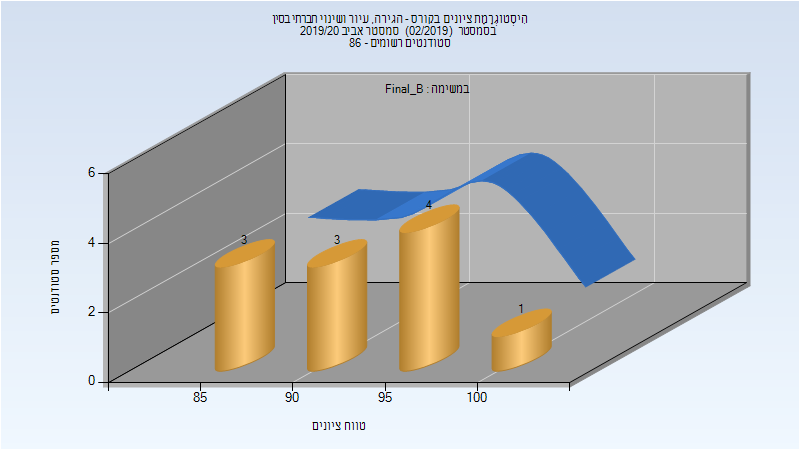 היסטוגרמת ציונים בקורס - הגירה, עיור ושינוי חברתי בסין
בסמסטר (02/2019) סמסטר אביב 2019/20
סטודנטים רשומים - 86
במשימה : Final_B
מספר סטודנטים
6
4
2
0
3
3
4
1
85
90
95
100
טווח ציונים